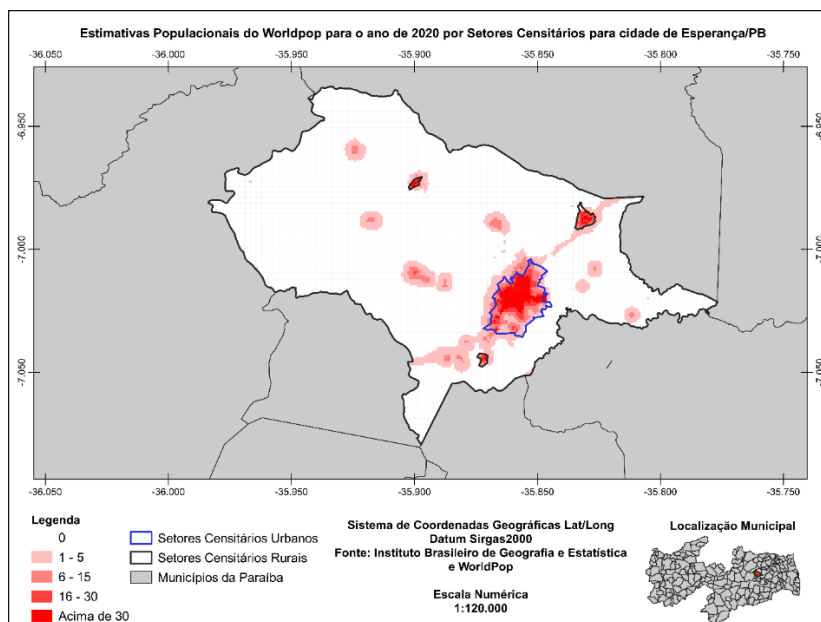 Estimativas Populacionais do Worldpop para o ano de 2020 por Setores Censitários para cidade de Esperança/PB
-36.050 -36.000 -35.950 -35.900 -35.850 -35.800 -35.750
-6.950 -6.950
-7.000 -7.000
-7.050 -7.050
-36.050 -36.000 -35.950 -35.900 -35.850 -35.800 -35.750
Legenda
0
1 - 5
6 - 15
16 - 30
Acima de 30
Setores Censitários Urbanos
Setores Censitários Rurais
Municípios da Paraíba
Sistema de Coordenadas Geográficas Lat/Long
Datum Sirgas2000
Fonte: Instituto Brasileiro de Geografia e Estatística
e WorldPop
Escala Numérica
1:120.000
Localização Municipal